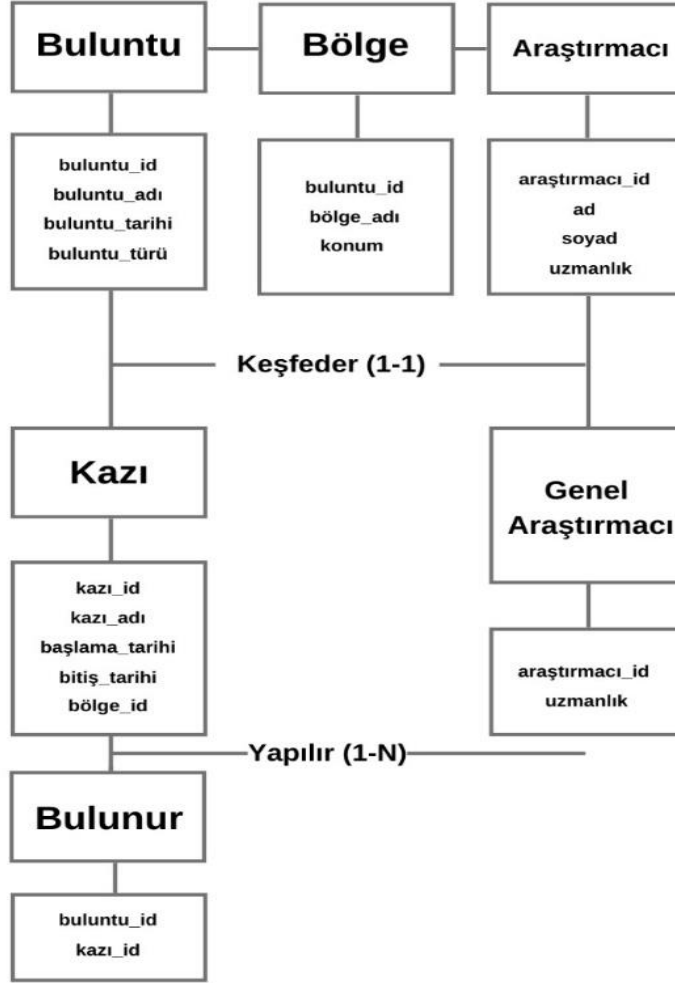 Buluntu
Bölge
Araştırmacı
buluntu_id
buluntu_adı
buluntu_tarihi
buluntu_türü
buluntu_id
bölge_adı
konum
araştırmacı_id
ad
soyad
uzmanlık
Keşfeder (1-1)
Kazı
Genel
Araştırmacı
kazı_id
kazı_adı
başlama_tarihi
bitiş_tarihi
bölge_id
araştırmacı_id
uzmanlık
Yapılır (1-N)
Bulunur
buluntu_id
kazı_id